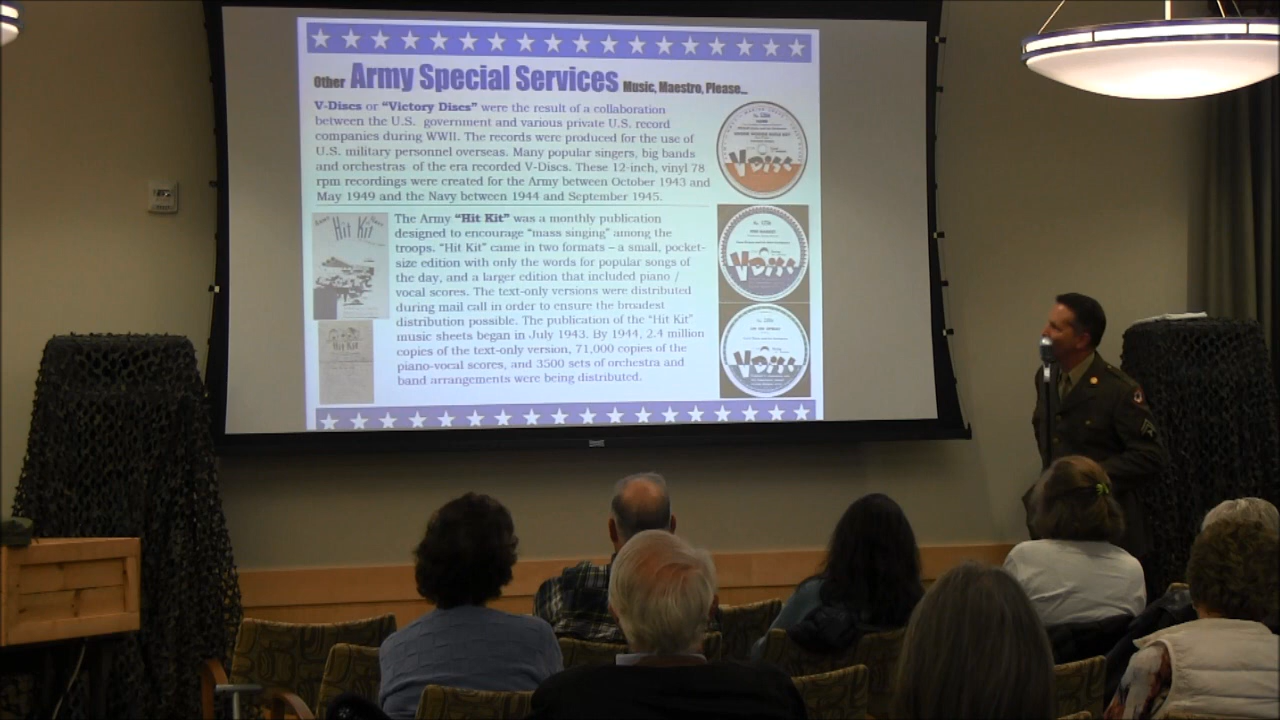 Other Army Special Services Music, Maestro, Please...
V-Discs or "Victory Discs" were the result of a collaboration
between the U.S. government and various private U.S. record
companies during WWII. The records were produced for the use of
U.S. military personnel overseas. Many popular singers, big bands
and orchestras of the era recorded V-Discs. These 12-inch, vinyl 78
rpm recordings were created for the Army between October 1943 and
May 1949 and the Navy between 1944 and September 1945.
V Disc
The Army "Hit Kit" was a monthly publication
designed to encourage "mass singing" among the
troops. "Hit Kit" came in two formats – a small, pocket-
size edition with only the words for popular songs of
the day, and a larger edition that included piano /
vocal scores. The text-only versions were distributed
during mail call in order to ensure the broadest
distribution possible. The publication of the "Hit Kit"
music sheets began in July 1943. By 1944, 2.4 million
copies of the text-only version, 71,000 copies of the
piano-vocal scores, and 3500 sets of orchestra and
band arrangements were being distributed.
Hit Kit
Hit Kit
V Disc
V Disc